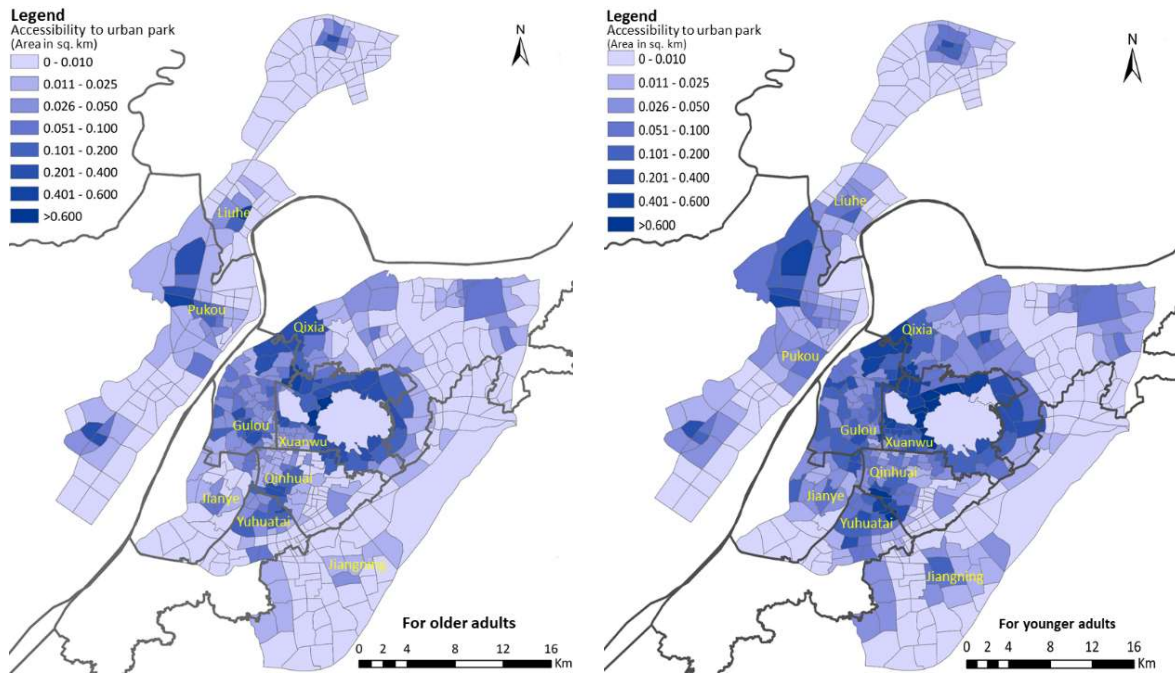 Legend
Accessibility to urban park
(Area in sq. km)
0 - 0.010
0.011 - 0.025
0.026 - 0.050
0.051 - 0.100
0.101 - 0.200
0.201 - 0.400
0.401 - 0.600
>0.600
N
Liuhe
Pukou
Qixia
Gulou
Xuanwu
Qinhuai
Jianye
Yuhuatai
Jiangning
For older adults
0 2 4 8 12 16
Km
Legend
Accessibility to urban park
(Area in sq. km)
0 - 0.010
0.011 - 0.025
0.026 - 0.050
0.051 - 0.100
0.101 - 0.200
0.201 - 0.400
0.401 - 0.600
>0.600
N
Liuhe
Qixia
Pukou
Gulou
Xuanwu
Qinhuai
Jianye
Yuhuatai
Jiangning
For younger adults
0 2 4 8 12 16
Km